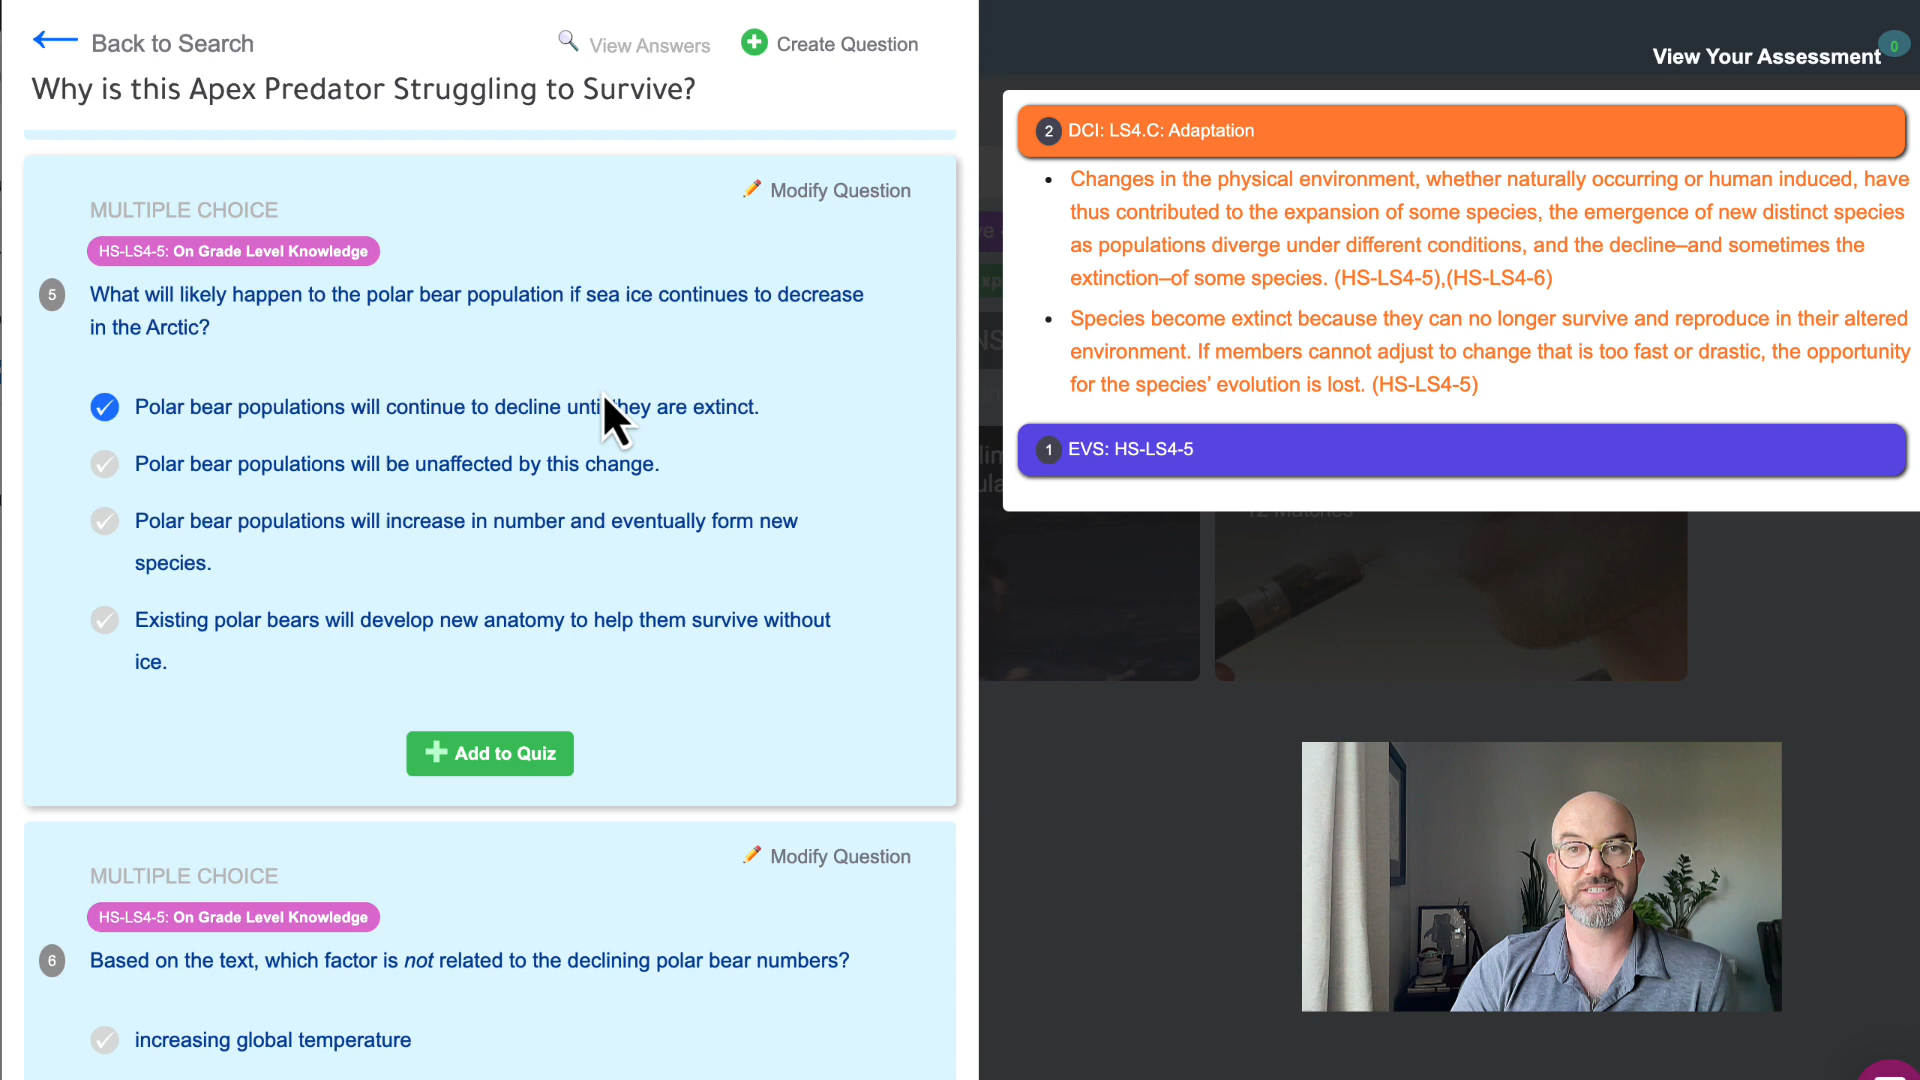 Back to Search
View Answers
Create Question
Why is this Apex Predator Struggling to Survive?
MULTIPLE CHOICE
Modify Question
HS-LS4-5: On Grade Level Knowledge
5
What will likely happen to the polar bear population if sea ice continues to decrease
in the Arctic?
Polar bear populations will continue to decline until they are extinct.
Polar bear populations will be unaffected by this change.
Polar bear populations will increase in number and eventually form new
species.
Existing polar bears will develop new anatomy to help them survive without
ice.
Add to Quiz
Modify Question
MULTIPLE CHOICE
HS-LS4-5: On Grade Level Knowledge
6
Based on the text, which factor is not related to the declining polar bear numbers?
increasing global temperature
View Your Assessment
0
2 DCI: LS4.C: Adaptation
• Changes in the physical environment, whether naturally occurring or human induced, have
thus contributed to the expansion of some species, the emergence of new distinct species
as populations diverge under different conditions, and the decline–and sometimes the
extinction–of some species. (HS-LS4-5),(HS-LS4-6)
• Species become extinct because they can no longer survive and reproduce in their altered
environment. If members cannot adjust to change that is too fast or drastic, the opportunity
for the species’ evolution is lost. (HS-LS4-5)
1 EVS: HS-LS4-5
12 Matches